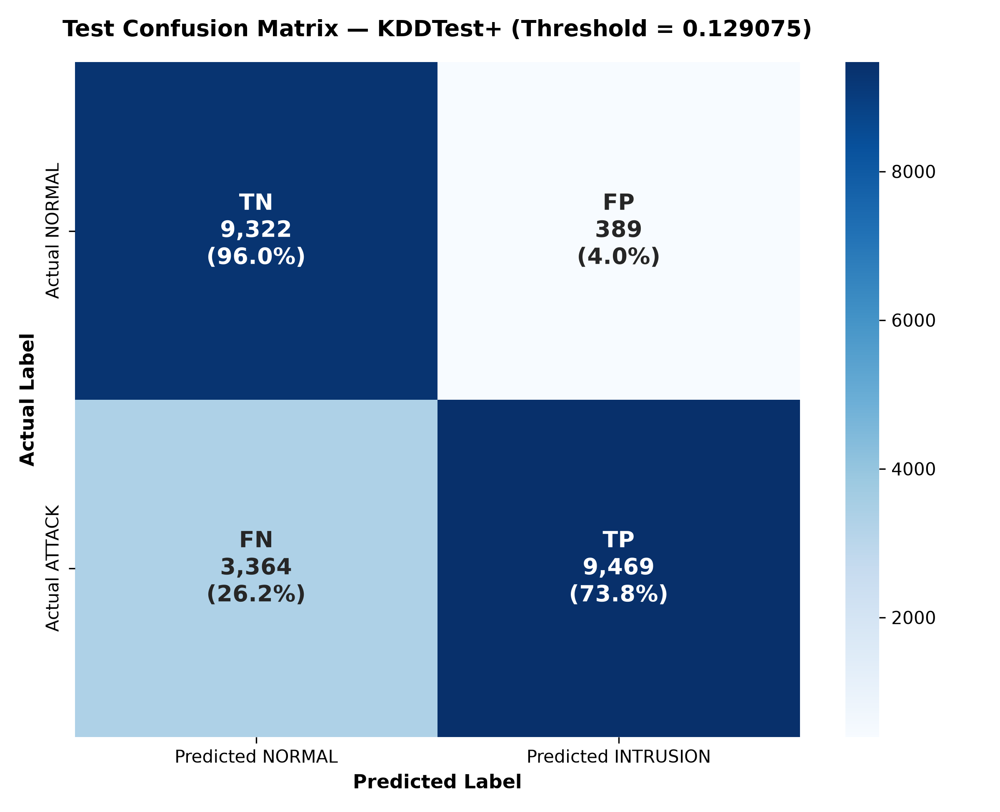 Test Confusion Matrix — KDDTest+ (Threshold = 0.129075)
Actual Label
Actual NORMAL
Actual ATTACK
TN
9,322
(96.0%)
FP
389
(4.0%)
FN
3,364
(26.2%)
TP
9,469
(73.8%)
8000
6000
4000
2000
Predicted NORMAL
Predicted INTRUSION
Predicted Label